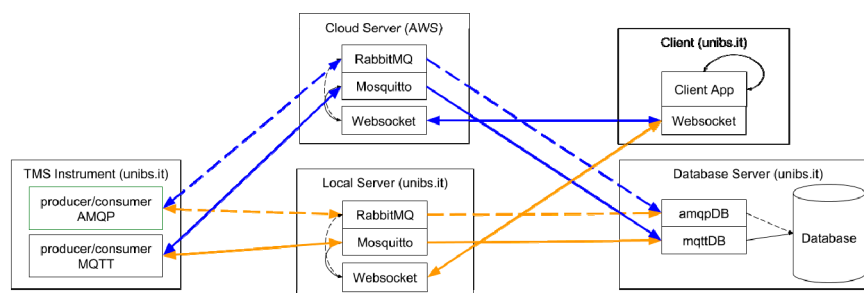 Cloud Server (AWS)
RabbitMQ
Mosquitto
Websocket
Client (unibs.it)
Client App
Websocket
TMS Instrument (unibs.it)
producer/consumer
AMQP
producer/consumer
MQTT
Local Server (unibs.it)
RabbitMQ
Mosquitto
Websocket
Database Server (unibs.it)
amqpDB
mqttDB
Database